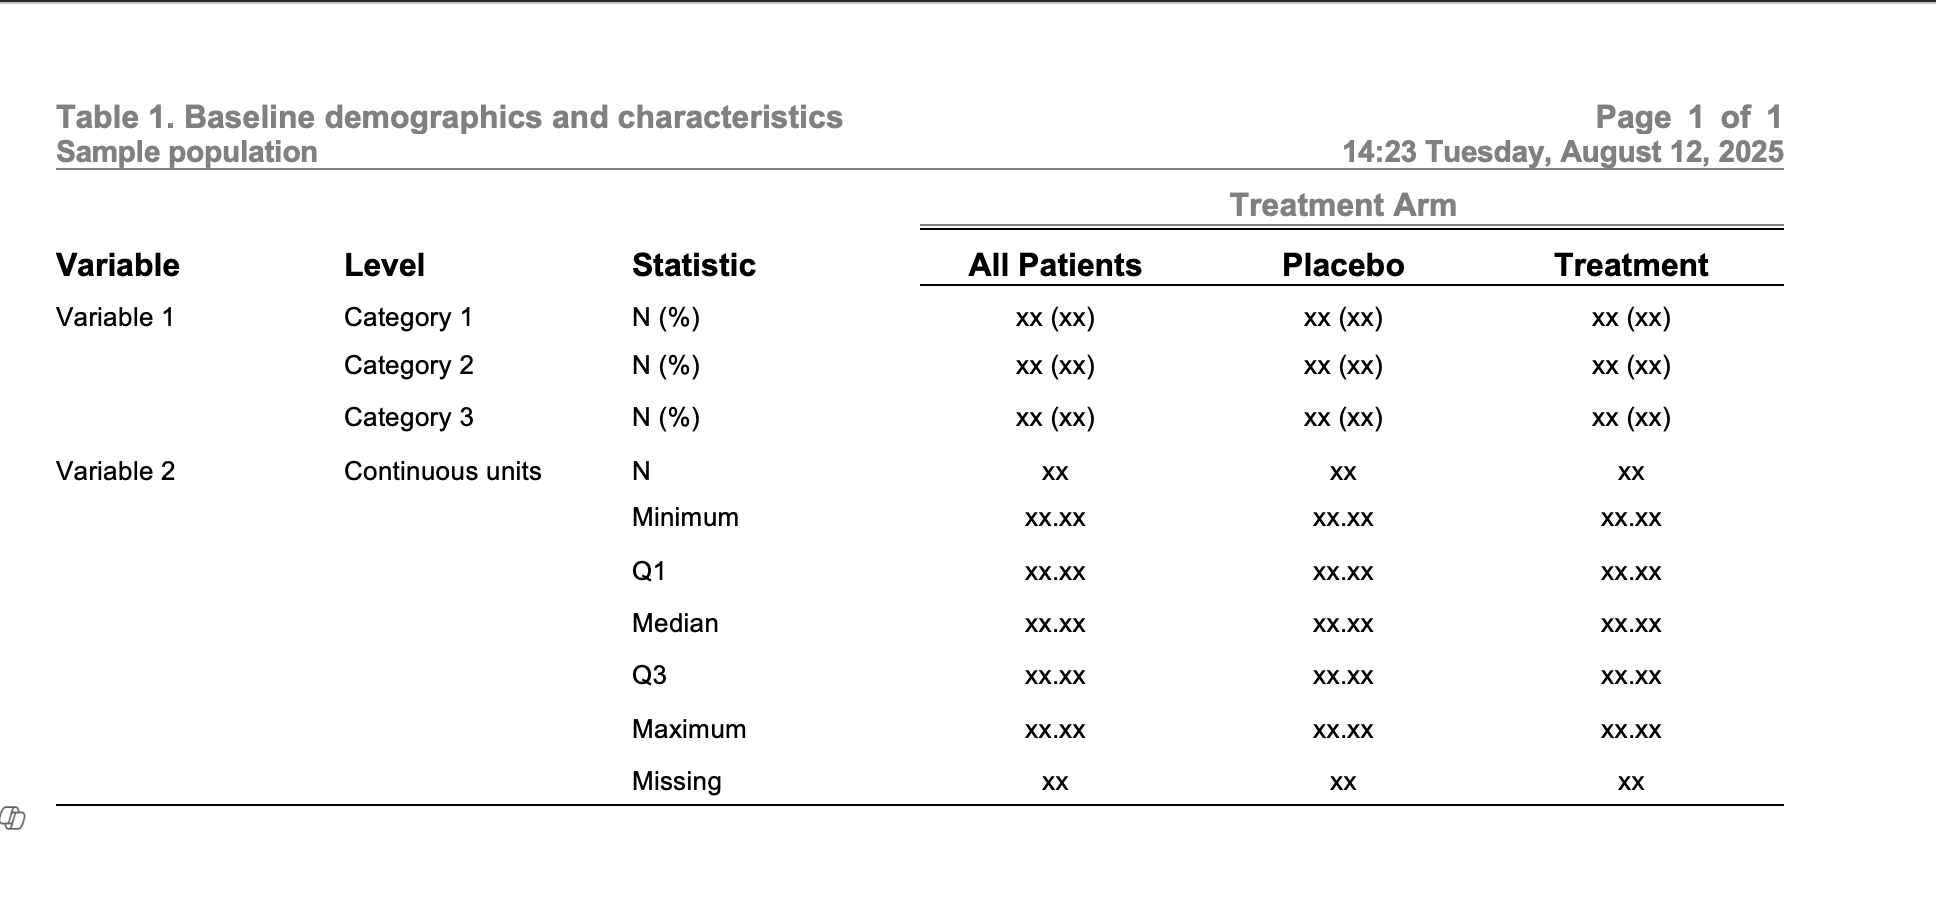 Table 1. Baseline demographics and characteristics Page 1 of 1
Sample population 14:23 Tuesday, August 12, 2025
Treatment Arm
Variable Level Statistic All Patients Placebo Treatment
Variable 1 Category 1 N (%) xx (xx) xx (xx) xx (xx)
Category 2 N (%) xx (xx) xx (xx) xx (xx)
Category 3 N (%) xx (xx) xx (xx) xx (xx)
Variable 2 Continuous units N xx xx xx
Minimum xx.xx xx.xx xx.xx
Q1 xx.xx xx.xx xx.xx
Median xx.xx xx.xx xx.xx
Q3 xx.xx xx.xx xx.xx
Maximum xx.xx xx.xx xx.xx
Missing xx xx xx